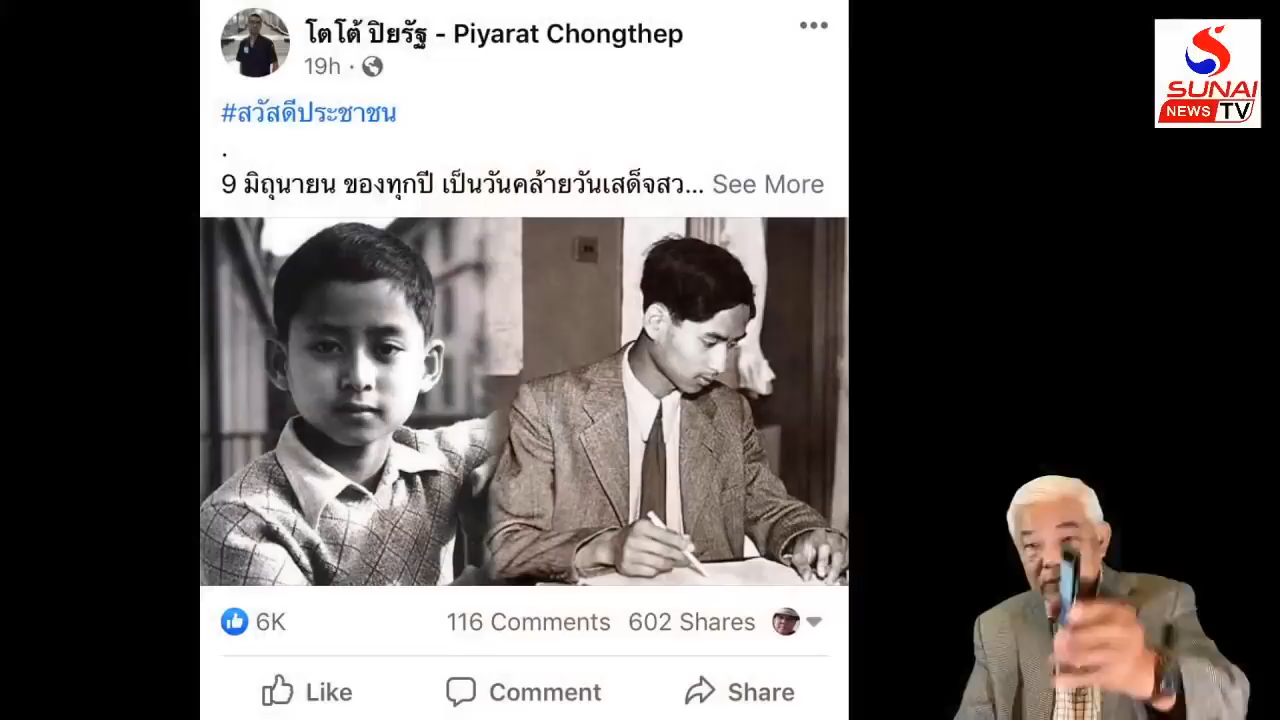 โตโต้ ปิยรัฐ - Piyarat Chongthep
19h ·
#สวัสดีประชาชน
.
9 มิถุนายน ของทุกปี เป็นวันคล้ายวันเสด็จสว... See More
6K
116 Comments
602 Shares
Like
Comment
Share
SUNAI
NEWS TV